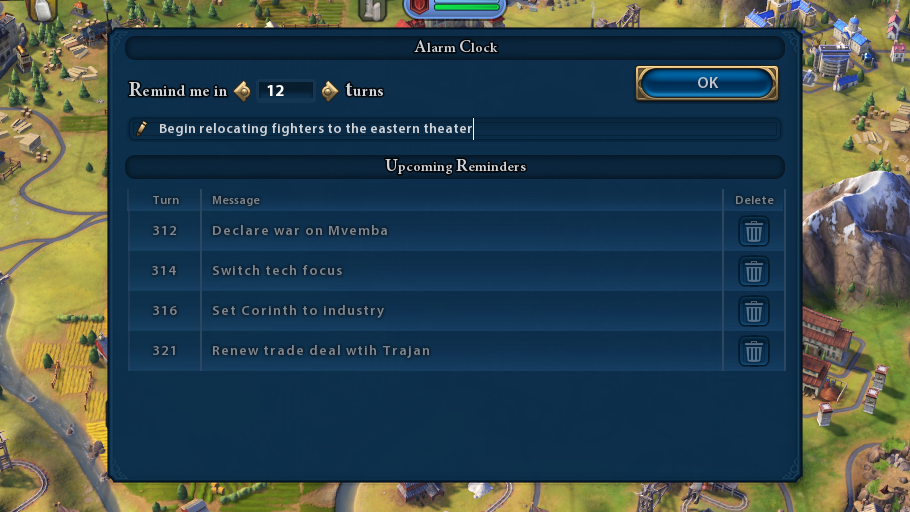 Alarm Clock
Remind me in 12 turns
OK
Begin relocating fighters to the eastern theater
Upcoming Reminders
Turn Message Delete
312 Declare war on Mvemba
314 Switch tech focus
316 Set Corinth to industry
321 Renew trade deal wtih Trajan